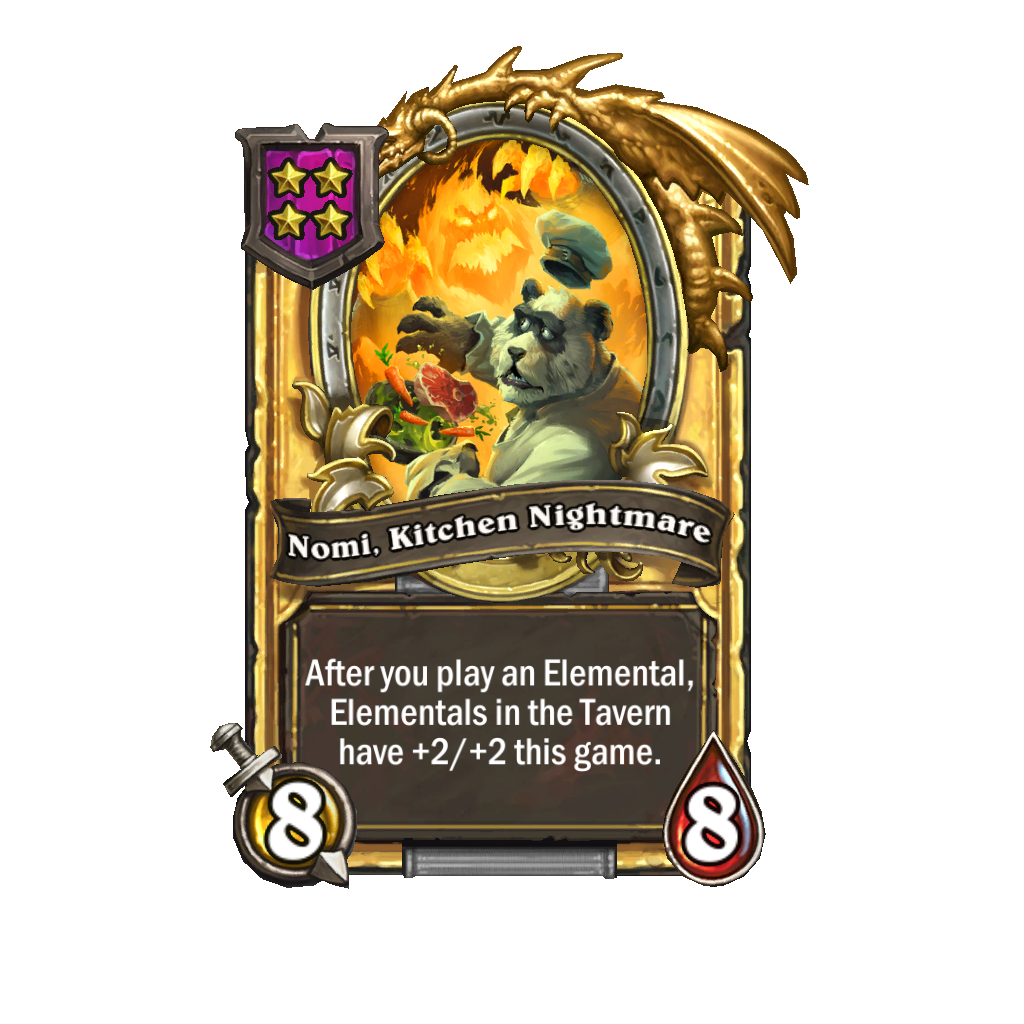 Nomi, Kitchen Nightmare
After you play an Elemental,
Elementals in the Tavern
have +2/+2 this game.
8 8